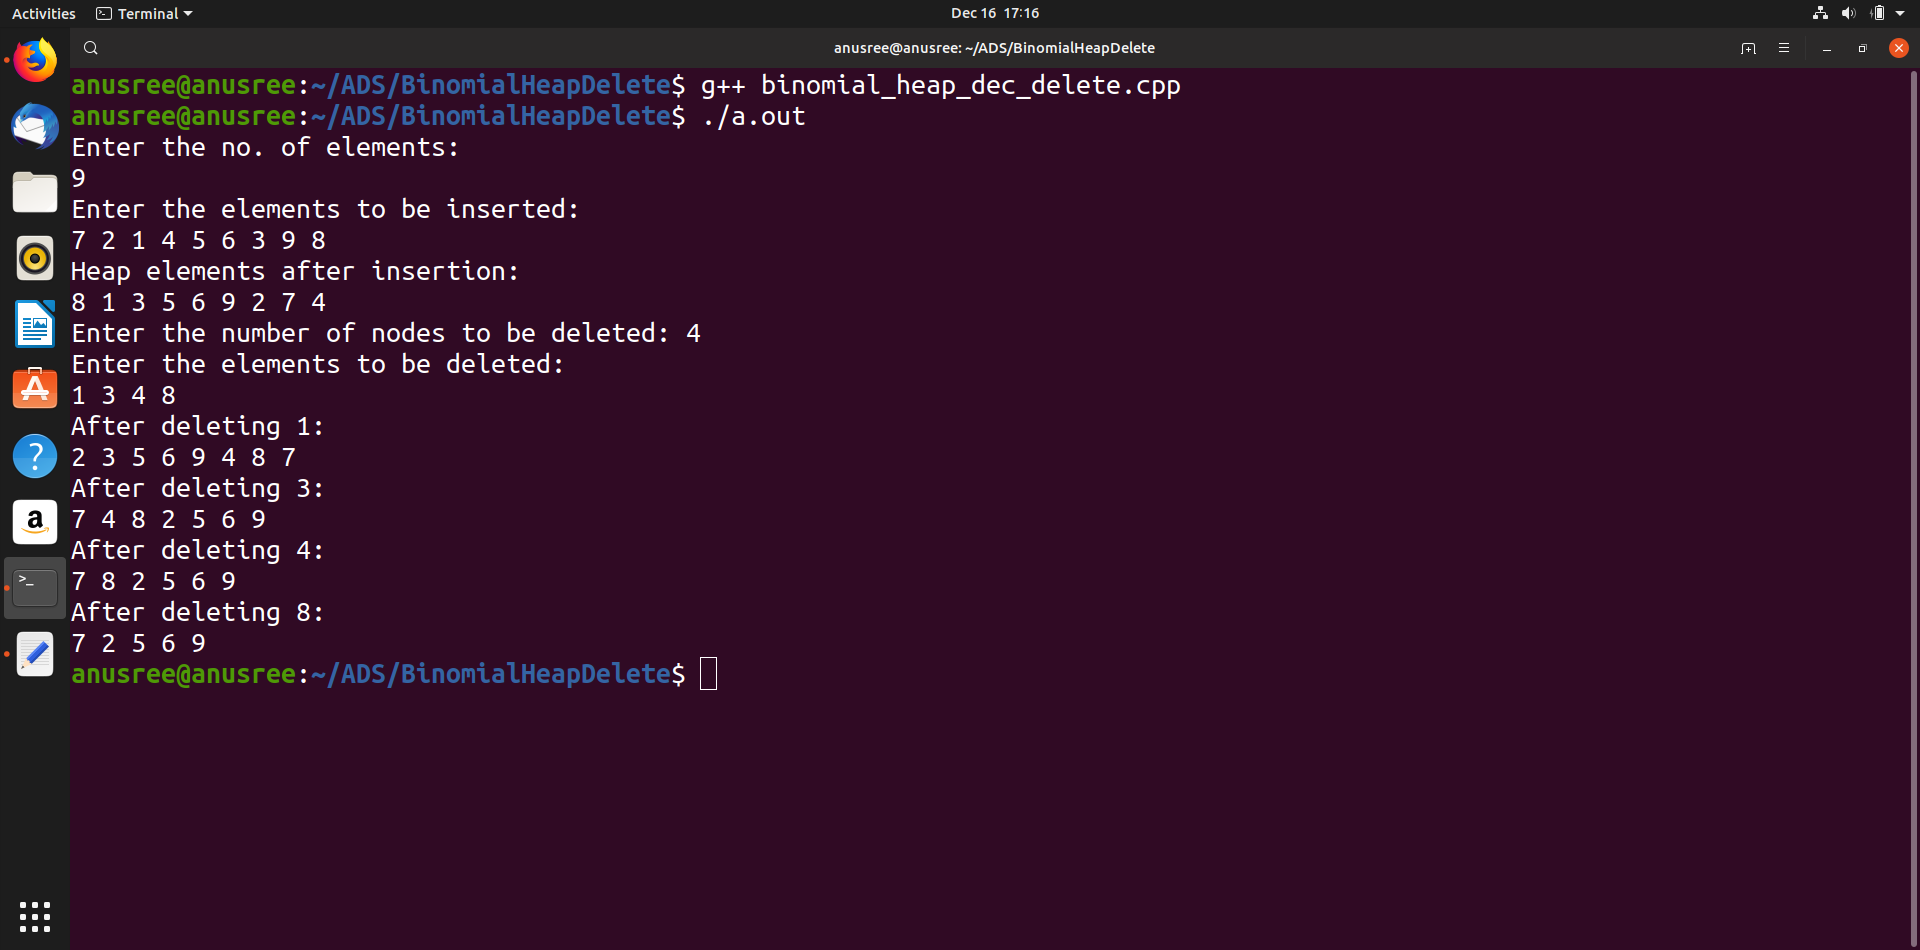 Activities Terminal Dec 16 17:16
anusree@anusree: ~/ADS/BinomialHeapDelete
anusree@anusree:~/ADS/BinomialHeapDelete$ g++ binomial_heap_dec_delete.cpp
anusree@anusree:~/ADS/BinomialHeapDelete$ ./a.out
Enter the no. of elements:
9
Enter the elements to be inserted:
7 2 1 4 5 6 3 9 8
Heap elements after insertion:
8 1 3 5 6 9 2 7 4
Enter the number of nodes to be deleted: 4
Enter the elements to be deleted:
1 3 4 8
After deleting 1:
2 3 5 6 9 4 8 7
After deleting 3:
7 4 8 2 5 6 9
After deleting 4:
7 8 2 5 6 9
After deleting 8:
7 2 5 6 9
anusree@anusree:~/ADS/BinomialHeapDelete$